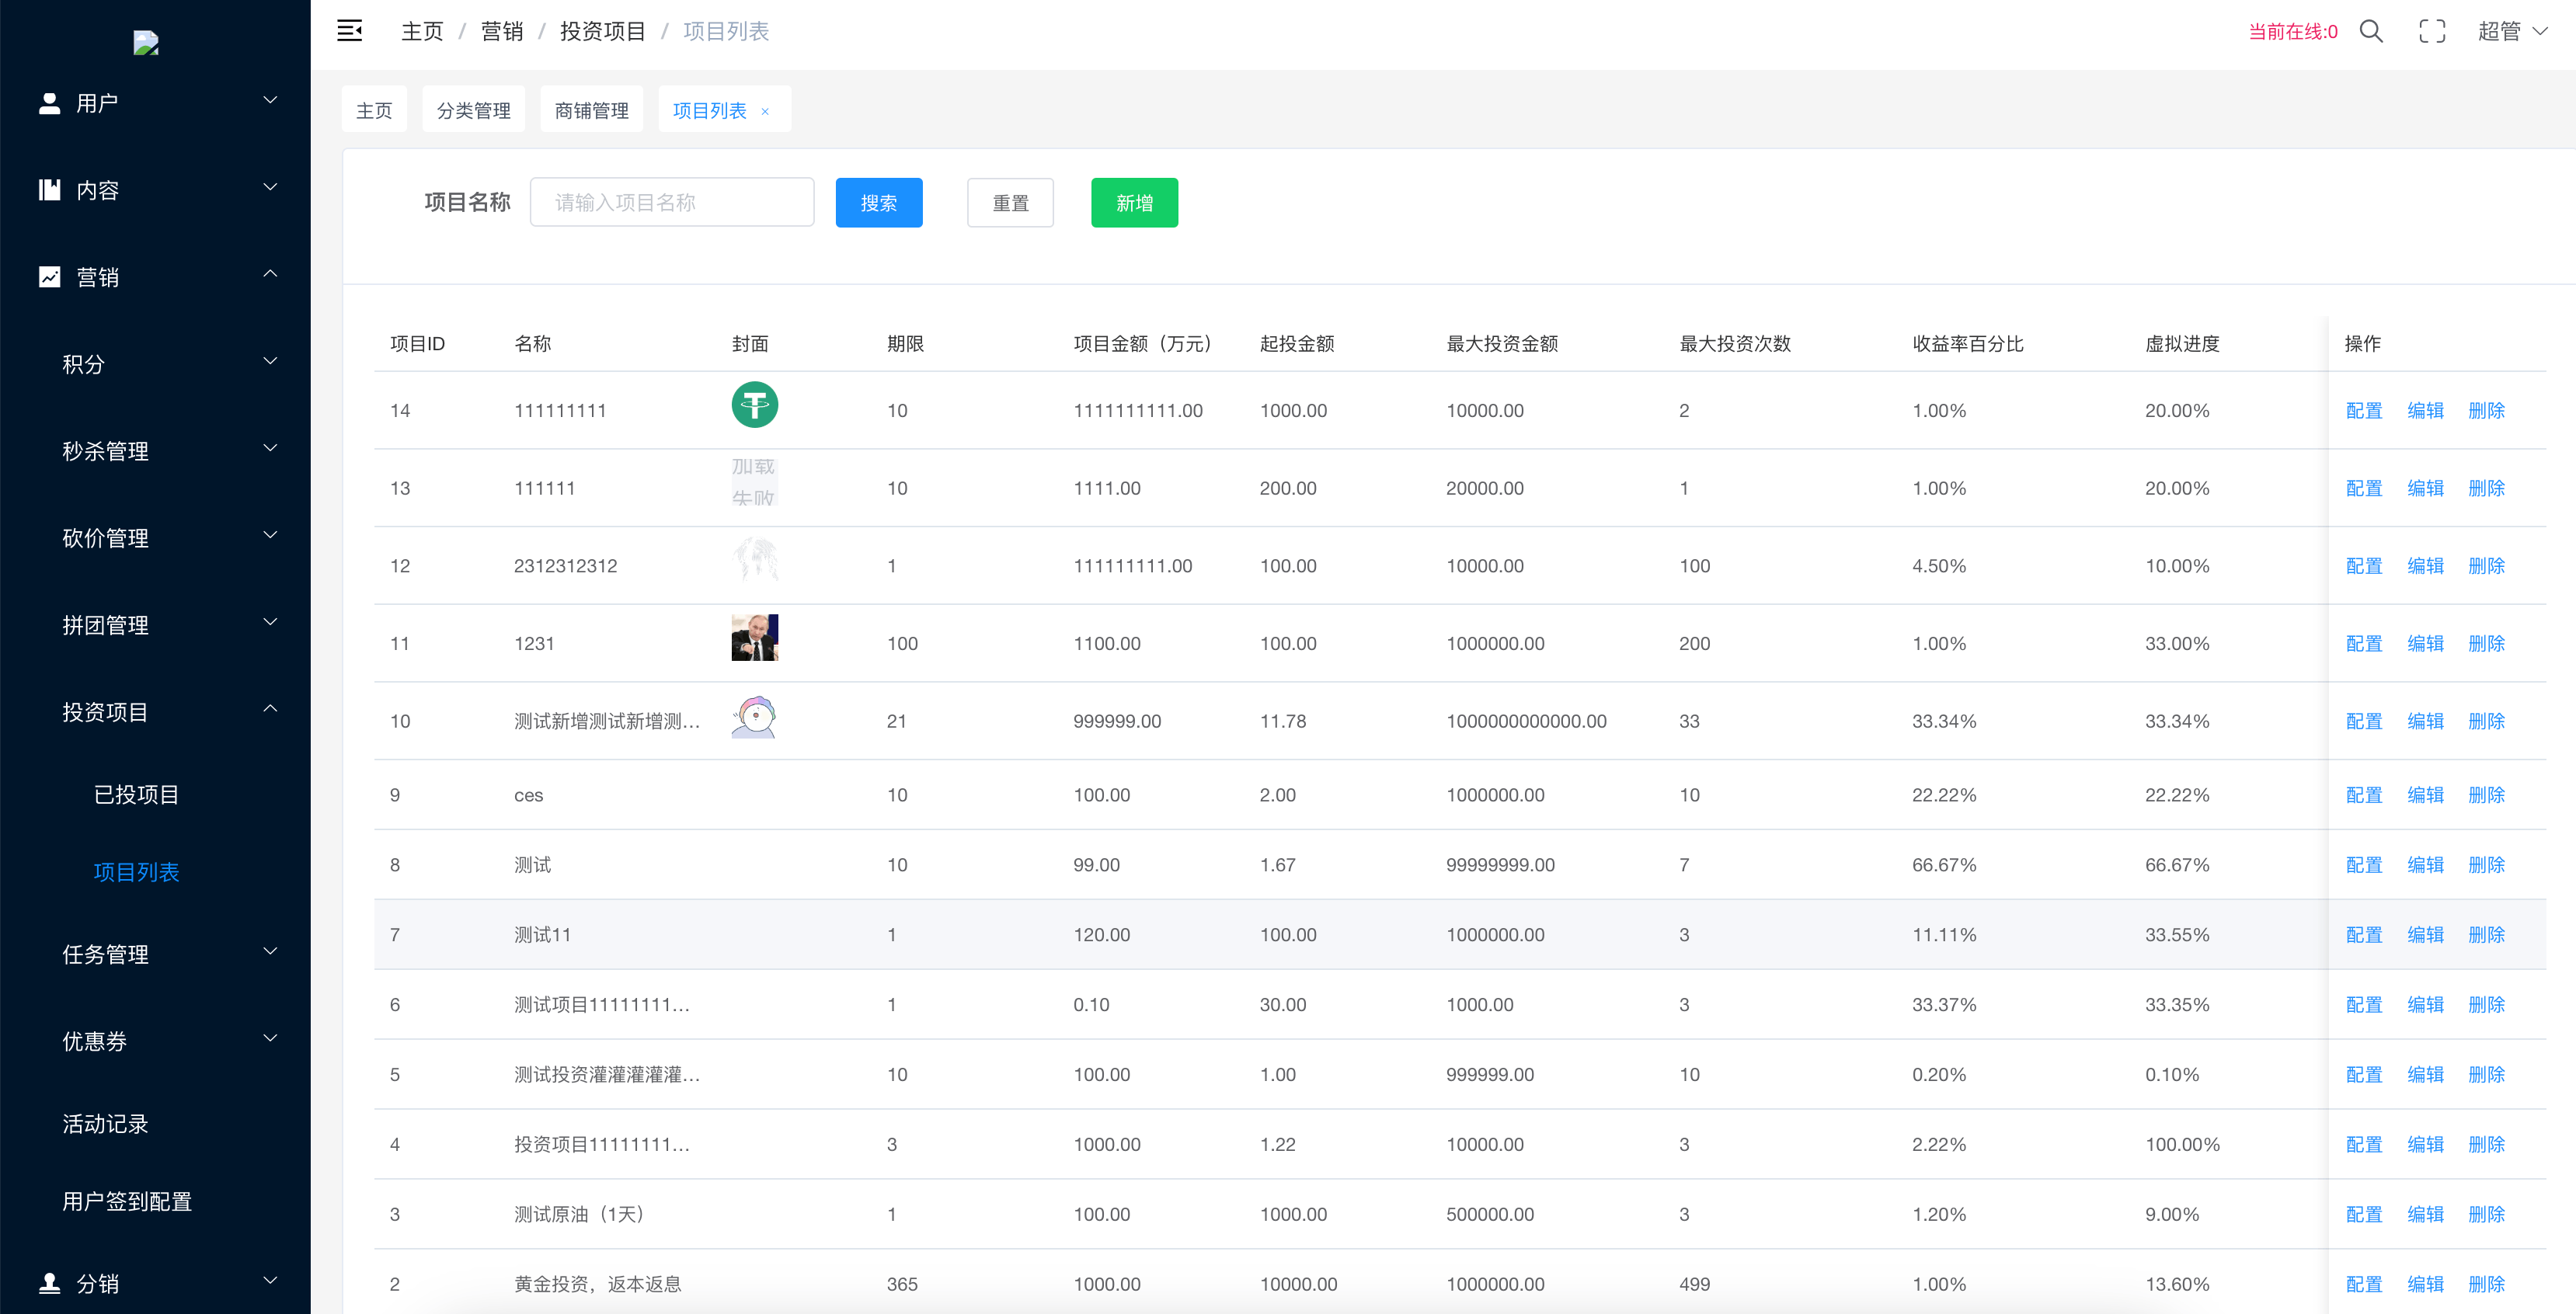 主页 / 营销 / 投资项目 / 项目列表
当前在线:0
超管
用户
内容
营销
积分
秒杀管理
砍价管理
拼团管理
投资项目
已投项目
项目列表
任务管理
优惠券
活动记录
用户签到配置
分销
主页 分类管理 商铺管理 项目列表 ×
项目名称 请输入项目名称 搜索 重置 新增
项目ID 名称 封面 期限 项目金额（万元） 起投金额 最大投资金额 最大投资次数 收益率百分比 虚拟进度 操作
14 111111111 10 1111111111.00 1000.00 10000.00 2 1.00% 20.00% 配置 编辑 删除
13 111111 加载失败 10 1111.00 200.00 20000.00 1 1.00% 20.00% 配置 编辑 删除
12 2312312312 1 111111111.00 100.00 10000.00 100 4.50% 10.00% 配置 编辑 删除
11 1231 100 1100.00 100.00 1000000.00 200 1.00% 33.00% 配置 编辑 删除
10 测试新增测试新增测... 21 999999.00 11.78 1000000000000.00 33 33.34% 33.34% 配置 编辑 删除
9 ces 10 100.00 2.00 1000000.00 10 22.22% 22.22% 配置 编辑 删除
8 测试 10 99.00 1.67 99999999.00 7 66.67% 66.67% 配置 编辑 删除
7 测试11 1 120.00 100.00 1000000.00 3 11.11% 33.55% 配置 编辑 删除
6 测试项目11111111... 1 0.10 30.00 1000.00 3 33.37% 33.35% 配置 编辑 删除
5 测试投资灌灌灌灌灌... 10 100.00 1.00 999999.00 10 0.20% 0.10% 配置 编辑 删除
4 投资项目11111111... 3 1000.00 1.22 10000.00 3 2.22% 100.00% 配置 编辑 删除
3 测试原油（1天） 1 100.00 1000.00 500000.00 3 1.20% 9.00% 配置 编辑 删除
2 黄金投资，返本返息 365 1000.00 10000.00 1000000.00 499 1.00% 13.60% 配置 编辑 删除